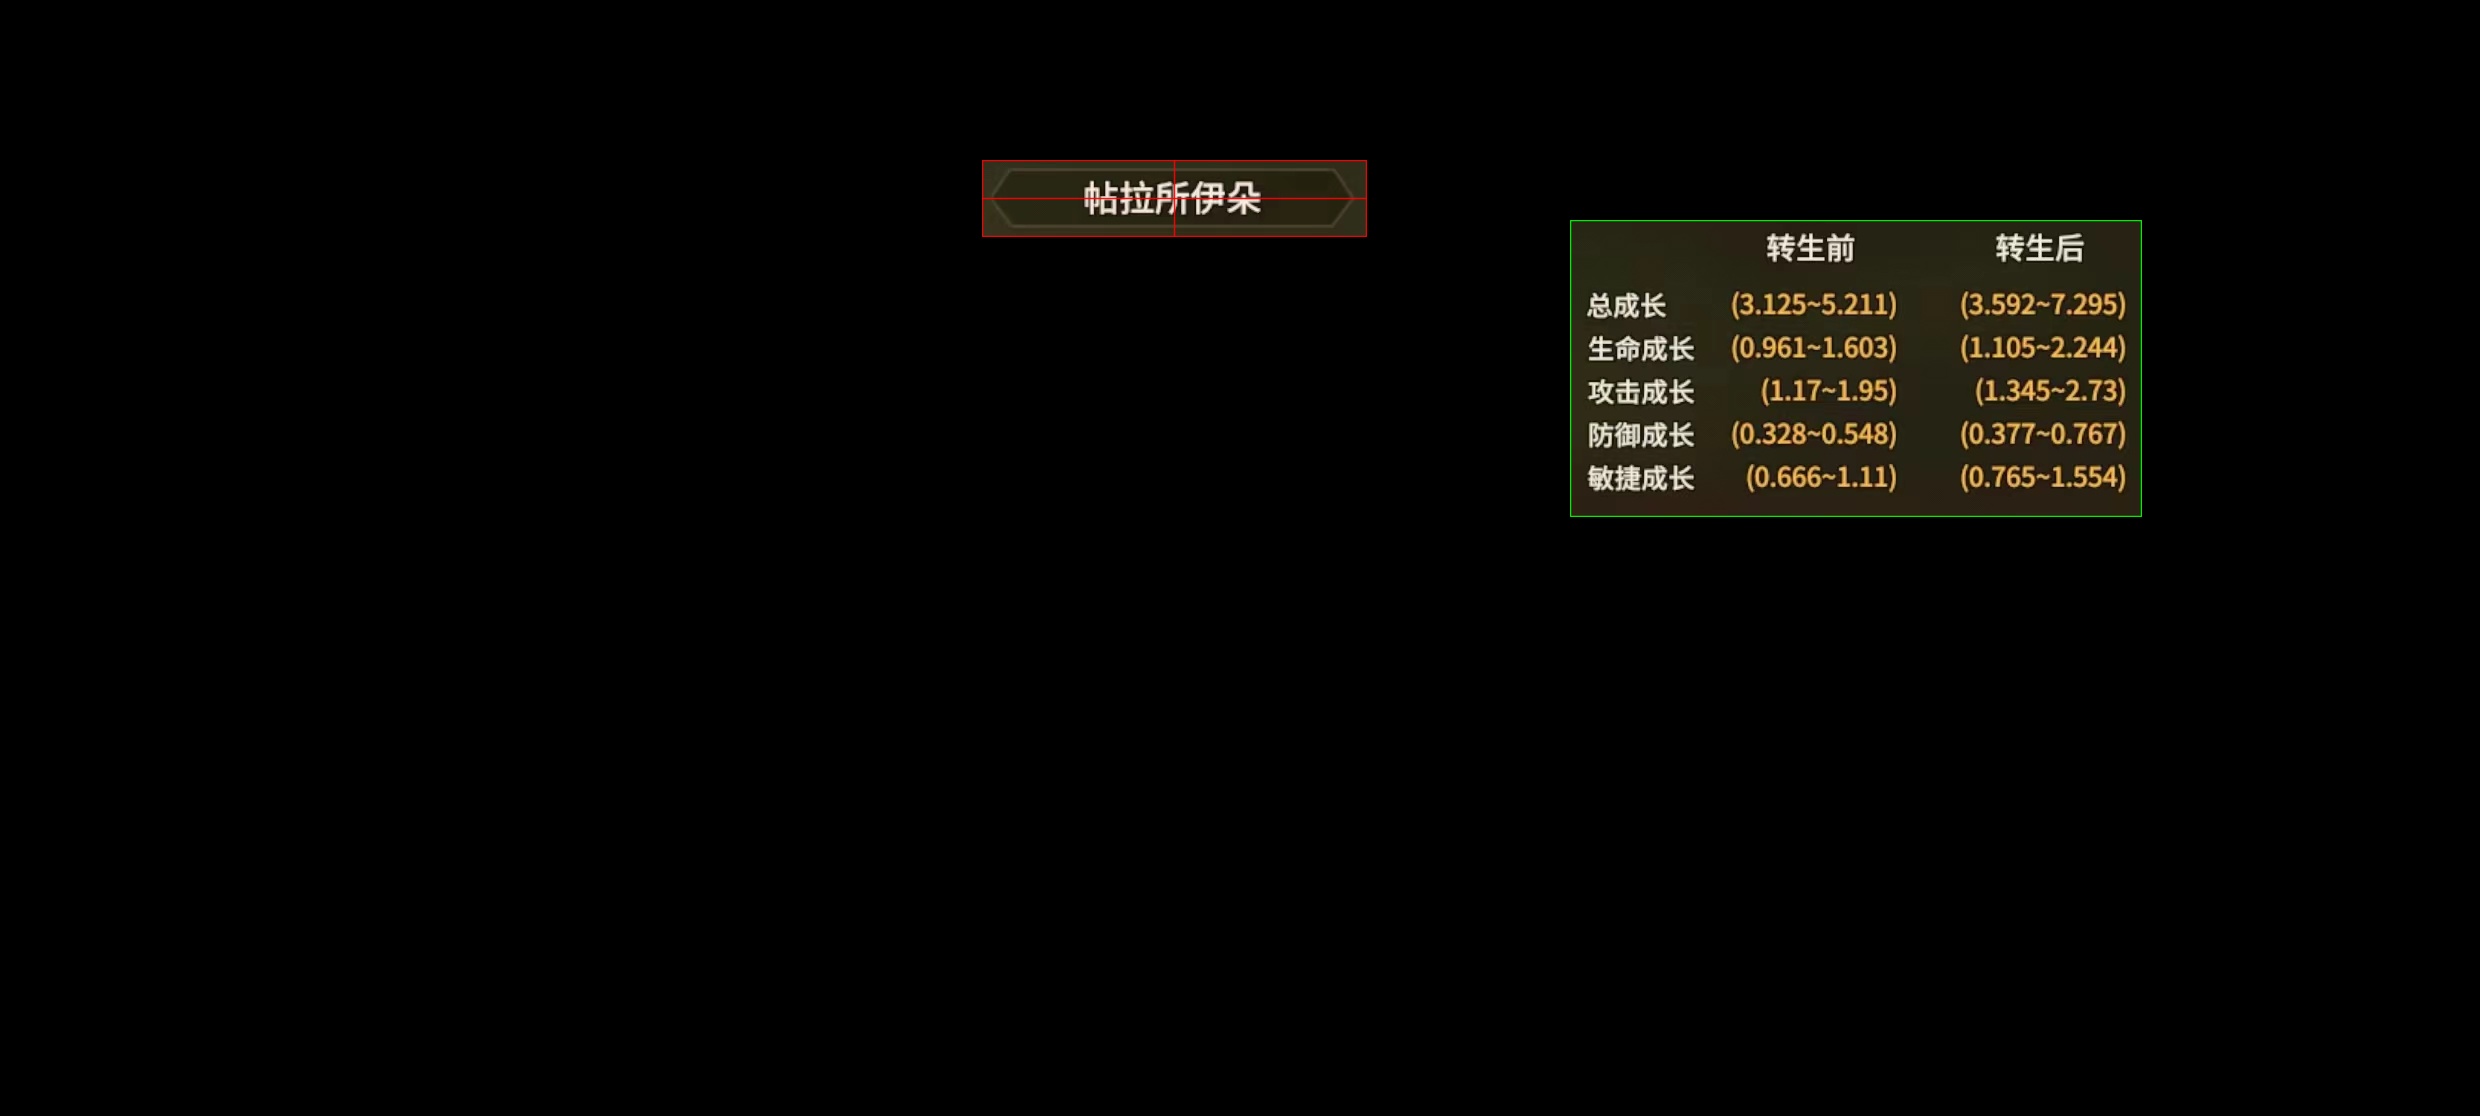 帖拉所伊朵
转生前 转生后
总成长 (3.125~5.211) (3.592~7.295)
生命成长 (0.961~1.603) (1.105~2.244)
攻击成长 (1.17~1.95) (1.345~2.73)
防御成长 (0.328~0.548) (0.377~0.767)
敏捷成长 (0.666~1.11) (0.765~1.554)